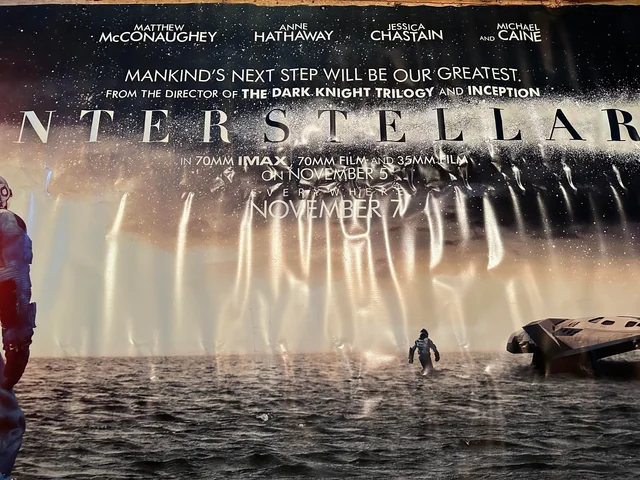 MATTHEW McCONAUGHEY ANNE HATHAWAY JESSICA CHASTAIN AND MICHAEL CAINE
MANKIND'S NEXT STEP WILL BE OUR GREATEST.
FROM THE DIRECTOR OF THE DARK KNIGHT TRILOGY AND INCEPTION
NTERSTELLAR
IN 70MM IMAX, 70MM FILM AND 35MM FILM
ON NOVEMBER 5
EVERYWHERE
NOVEMBER 7